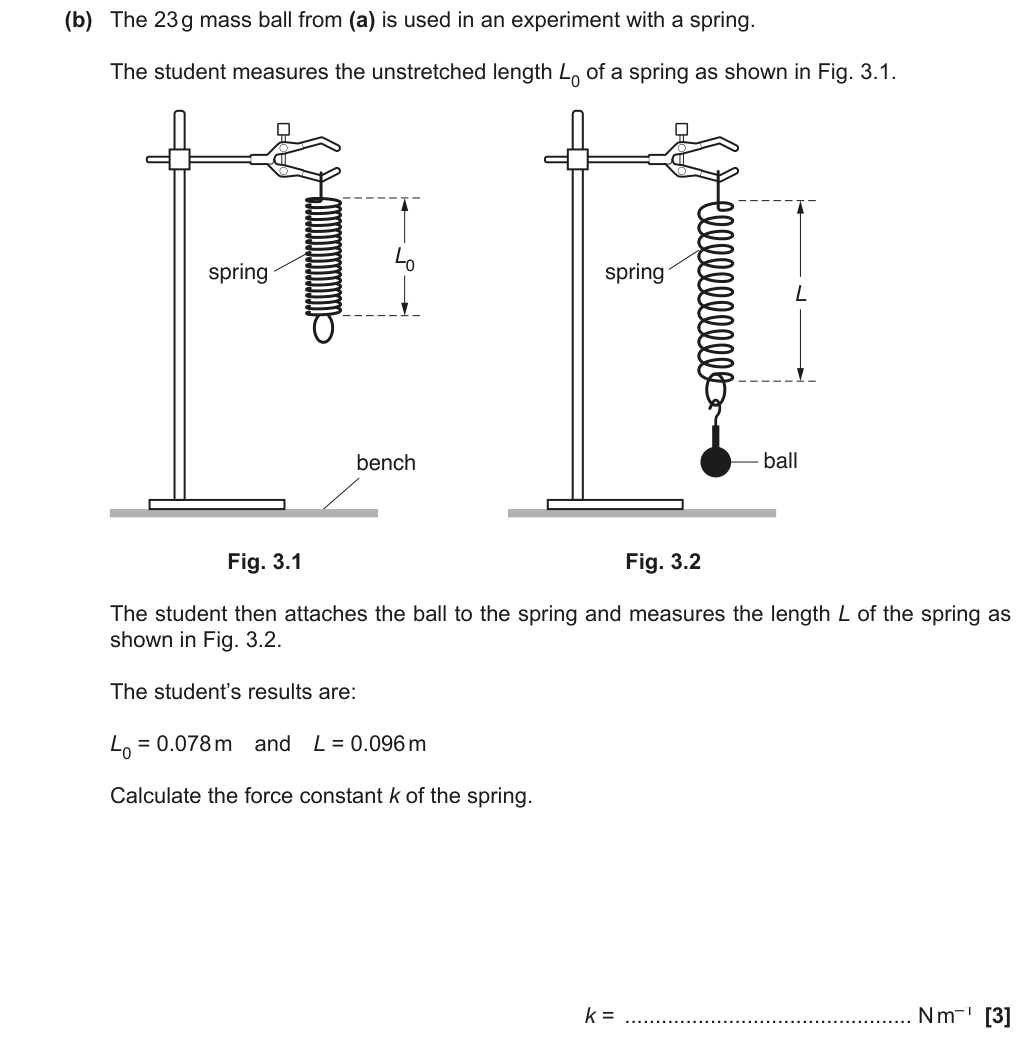 (b) The 23 g mass ball from (a) is used in an experiment with a spring.
The student measures the unstretched length L₀ of a spring as shown in Fig. 3.1.
spring
L₀
bench
Fig. 3.1
spring
L
ball
Fig. 3.2
The student then attaches the ball to the spring and measures the length L of the spring as
shown in Fig. 3.2.
The student's results are:
L₀ = 0.078 m and L = 0.096 m
Calculate the force constant k of the spring.
k = ............................................... N m⁻¹ [3]